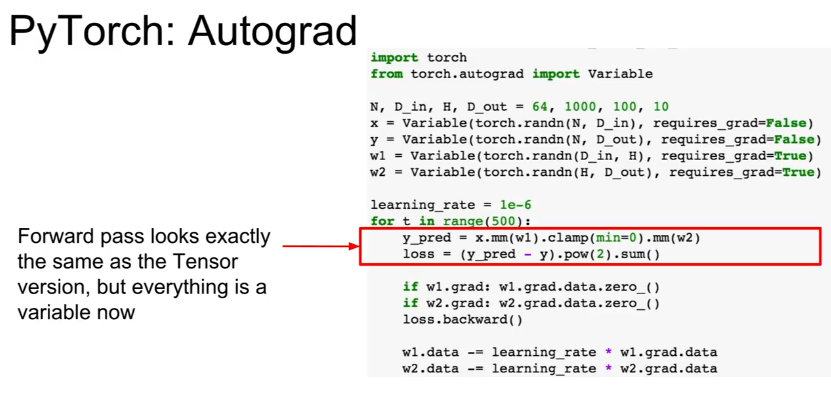 PyTorch: Autograd
import torch
from torch.autograd import Variable
N, D_in, H, D_out = 64, 1000, 100, 10
x = Variable(torch.randn(N, D_in), requires_grad=False)
y = Variable(torch.randn(N, D_out), requires_grad=False)
w1 = Variable(torch.randn(D_in, H), requires_grad=True)
w2 = Variable(torch.randn(H, D_out), requires_grad=True)
learning_rate = 1e-6
for t in range(500):
    y_pred = x.mm(w1).clamp(min=0).mm(w2)
    loss = (y_pred - y).pow(2).sum()
    if w1.grad: w1.grad.data.zero_()
    if w2.grad: w2.grad.data.zero_()
    loss.backward()
    w1.data -= learning_rate * w1.grad.data
    w2.data -= learning_rate * w2.grad.data
Forward pass looks exactly
the same as the Tensor
version, but everything is a
variable now